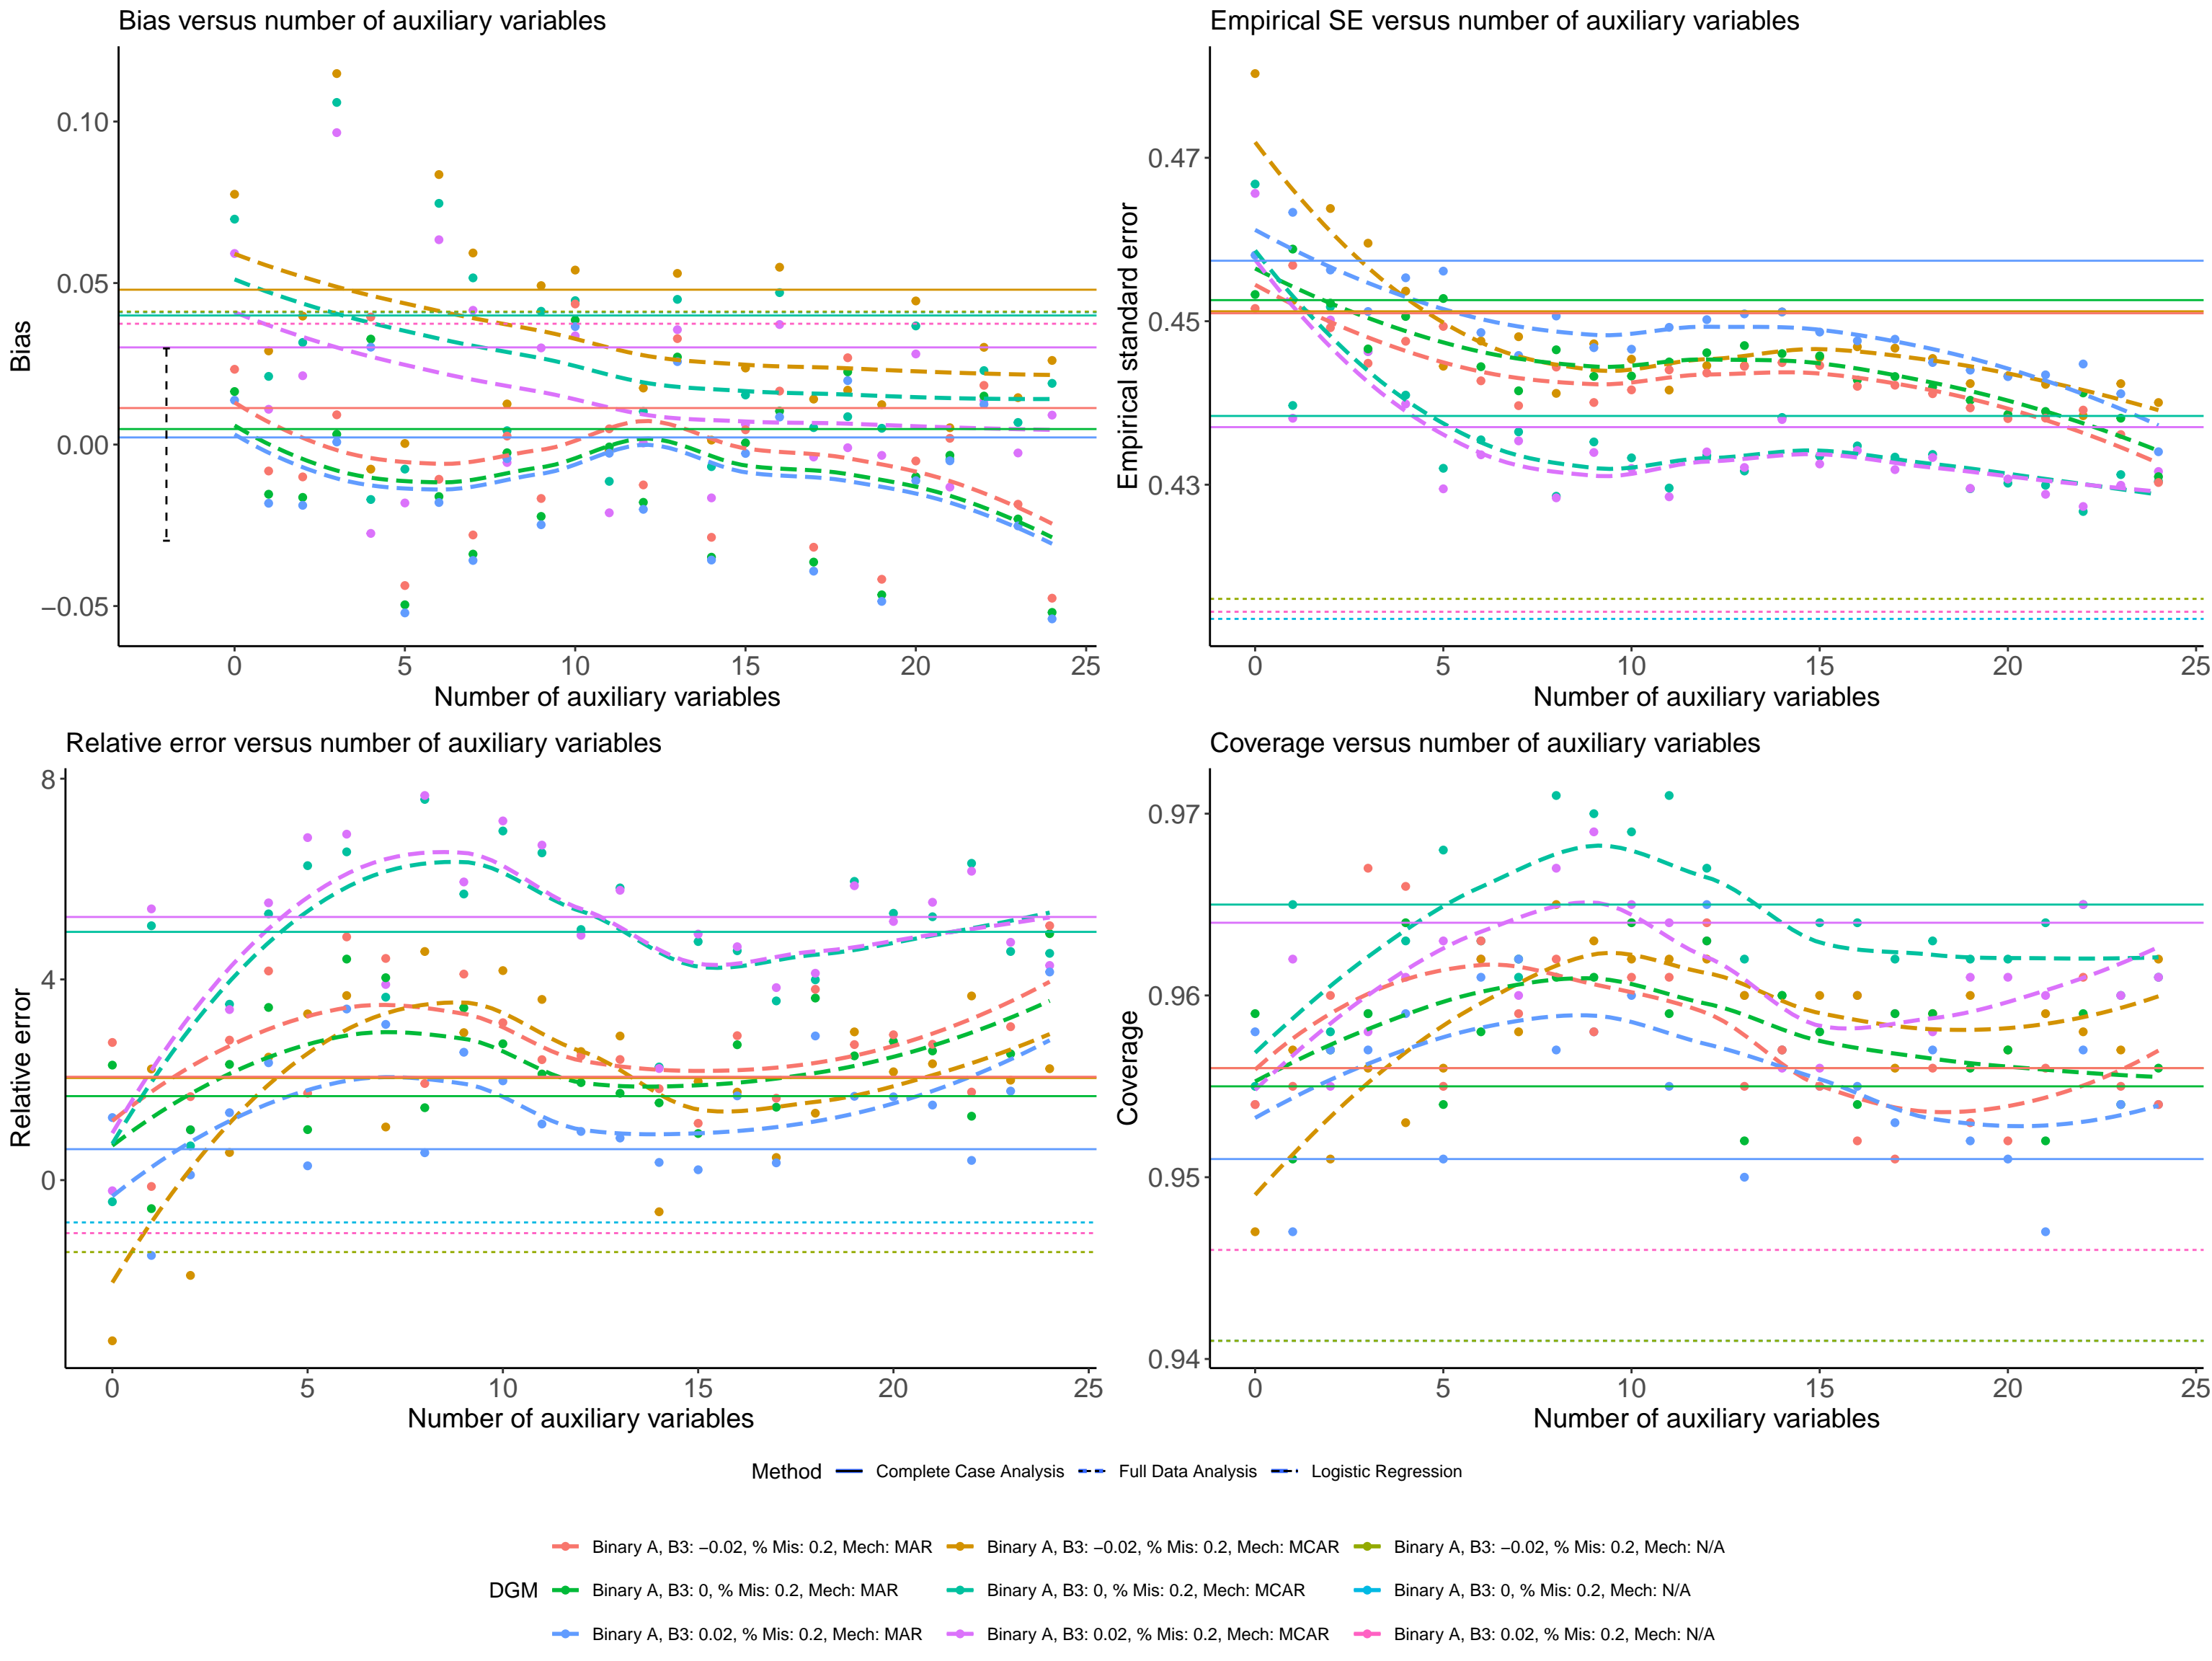 Bias versus number of auxiliary variables
Empirical SE versus number of auxiliary variables
Bias
0.10
0.05
0.00
−0.05
0 5 10 15 20 25
Number of auxiliary variables
Empirical standard error
0.47
0.45
0.43
0 5 10 15 20 25
Number of auxiliary variables
Relative error versus number of auxiliary variables
Coverage versus number of auxiliary variables
Relative error
8
4
0
0 5 10 15 20 25
Number of auxiliary variables
Coverage
0.97
0.96
0.95
0.94
0 5 10 15 20 25
Number of auxiliary variables
Method Complete Case Analysis Full Data Analysis Logistic Regression
Binary A, B3: −0.02, % Mis: 0.2, Mech: MAR Binary A, B3: −0.02, % Mis: 0.2, Mech: MCAR Binary A, B3: −0.02, % Mis: 0.2, Mech: N/A
DGM Binary A, B3: 0, % Mis: 0.2, Mech: MAR Binary A, B3: 0, % Mis: 0.2, Mech: MCAR Binary A, B3: 0, % Mis: 0.2, Mech: N/A
Binary A, B3: 0.02, % Mis: 0.2, Mech: MAR Binary A, B3: 0.02, % Mis: 0.2, Mech: MCAR Binary A, B3: 0.02, % Mis: 0.2, Mech: N/A